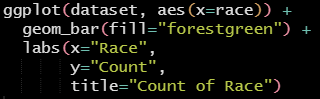 ggplot(dataset, aes(x=race)) +
  geom_bar(fill="forestgreen") +
  labs(x="Race",
       y="Count",
       title="Count of Race")